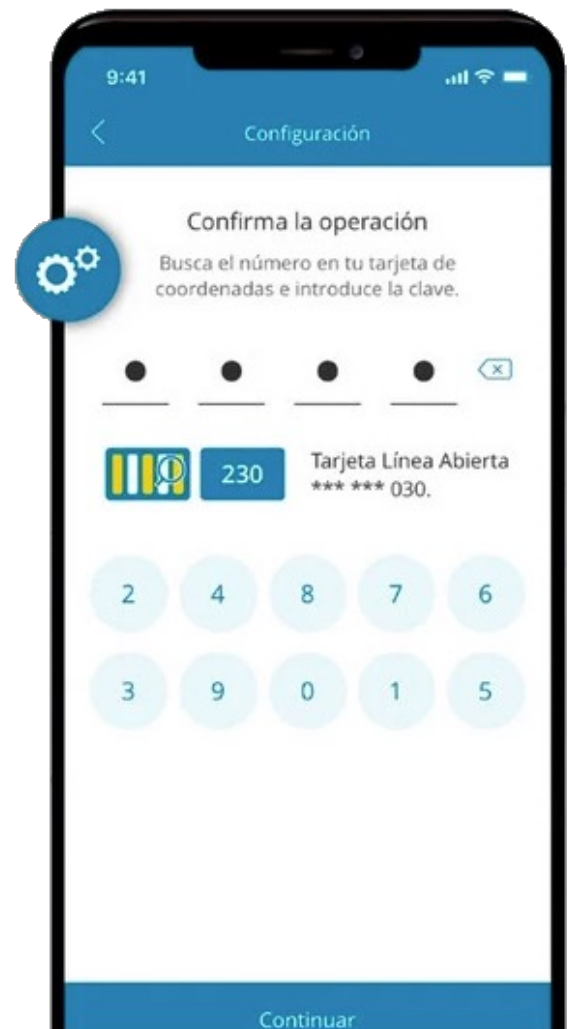 9:41
Configuración
Confirma la operación
Busca el número en tu tarjeta de
coordenadas e introduce la clave.
230
Tarjeta Línea Abierta
*** *** 030.
2 4 8 7 6
3 9 0 1 5
Continuar